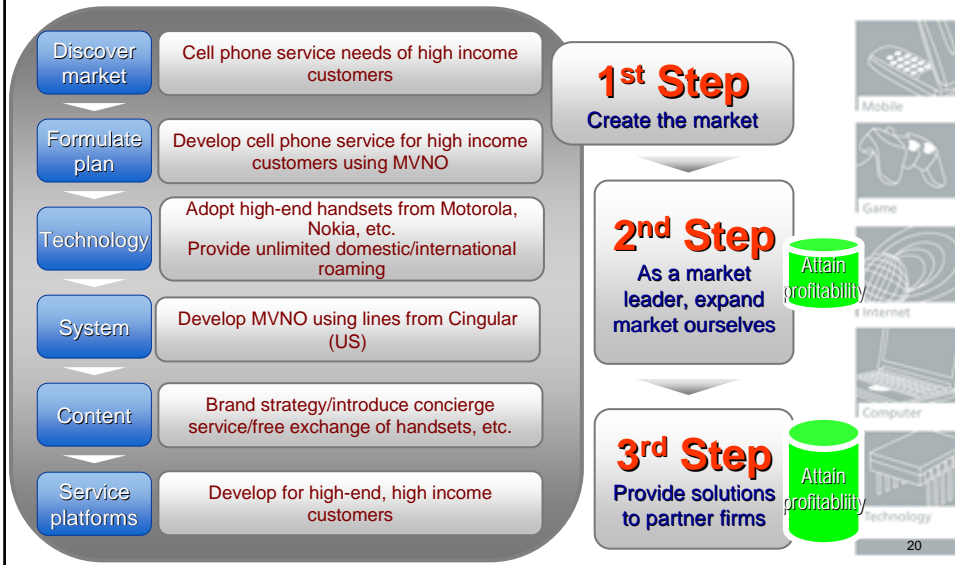 Discover
market
Cell phone service needs of high income
customers
Formulate
plan
Develop cell phone service for high income
customers using MVNO
Technology
Adopt high-end handsets from Motorola,
Nokia, etc.
Provide unlimited domestic/international
roaming
System
Develop MVNO using lines from Cingular
(US)
Content
Brand strategy/introduce concierge
service/free exchange of handsets, etc.
Service
platforms
Develop for high-end, high income
customers
1st Step
Create the market
2nd Step
As a market
leader, expand
market ourselves
Attain
profitability
3rd Step
Provide solutions
to partner firms
Attain
profitability
Mobile
Game
Internet
Computer
Technology
20